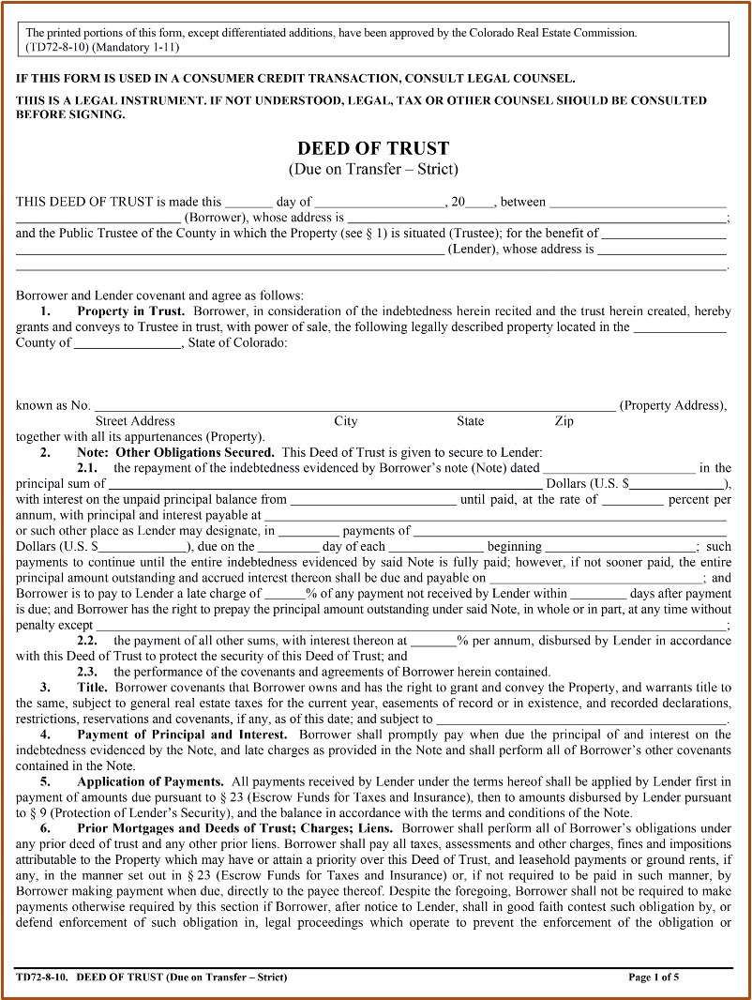 The printed portions of this form, except differentiated additions, have been approved by the Colorado Real Estate Commission.
(TD72-8-10) (Mandatory 1-11)
IF THIS FORM IS USED IN A CONSUMER CREDIT TRANSACTION, CONSULT LEGAL COUNSEL.
THIS IS A LEGAL INSTRUMENT. IF NOT UNDERSTOOD, LEGAL, TAX OR OTHER COUNSEL SHOULD BE CONSULTED
BEFORE SIGNING.
DEED OF TRUST
(Due on Transfer – Strict)
THIS DEED OF TRUST is made this _______ day of ___________________, 20____, between __________________________
________________________ (Borrower), whose address is ________________________________________________________;
and the Public Trustee of the County in which the Property (see § 1) is situated (Trustee); for the benefit of __________________
_______________________________________________________________ (Lender), whose address is ___________________
_________________________________________________________________________________________________________.
Borrower and Lender covenant and agree as follows:
1. Property in Trust. Borrower, in consideration of the indebtedness herein recited and the trust herein created, hereby
grants and conveys to Trustee in trust, with power of sale, the following legally described property located in the ______________
County of ________________, State of Colorado:
known as No. _____________________________________________________________________________ (Property Address),
Street Address City State Zip
together with all its appurtenances (Property).
2. Note: Other Obligations Secured. This Deed of Trust is given to secure to Lender:
2.1. the repayment of the indebtedness evidenced by Borrower’s note (Note) dated ______________________ in the
principal sum of ________________________________________________________________ Dollars (U.S. $______________),
with interest on the unpaid principal balance from ________________________ until paid, at the rate of _________ percent per
annum, with principal and interest payable at ____________________________________________________________________
or such other place as Lender may designate, in _________ payments of ______________________________________________
Dollars (U.S. $_____________), due on the _________ day of each ______________ beginning ______________________; such
payments to continue until the entire indebtedness evidenced by said Note is fully paid; however, if not sooner paid, the entire
principal amount outstanding and accrued interest thereon shall be due and payable on _______________________________; and
Borrower is to pay to Lender a late charge of ______% of any payment not received by Lender within ________ days after payment
is due; and Borrower has the right to prepay the principal amount outstanding under said Note, in whole or in part, at any time without
penalty except _____________________________________________________________________________________________;
2.2. the payment of all other sums, with interest thereon at _______% per annum, disbursed by Lender in accordance
with this Deed of Trust to protect the security of this Deed of Trust; and
2.3. the performance of the covenants and agreements of Borrower herein contained.
3. Title. Borrower covenants that Borrower owns and has the right to grant and convey the Property, and warrants title to
the same, subject to general real estate taxes for the current year, easements of record or in existence, and recorded declarations,
restrictions, reservations and covenants, if any, as of this date; and subject to ___________________________________________.
4. Payment of Principal and Interest. Borrower shall promptly pay when due the principal of and interest on the
indebtedness evidenced by the Note, and late charges as provided in the Note and shall perform all of Borrower’s other covenants
contained in the Note.
5. Application of Payments. All payments received by Lender under the terms hereof shall be applied by Lender first in
payment of amounts due pursuant to § 23 (Escrow Funds for Taxes and Insurance), then to amounts disbursed by Lender pursuant
to § 9 (Protection of Lender’s Security), and the balance in accordance with the terms and conditions of the Note.
6. Prior Mortgages and Deeds of Trust; Charges; Liens. Borrower shall perform all of Borrower’s obligations under
any prior deed of trust and any other prior liens. Borrower shall pay all taxes, assessments and other charges, fines and impositions
attributable to the Property which may have or attain a priority over this Deed of Trust, and leasehold payments or ground rents, if
any, in the manner set out in § 23 (Escrow Funds for Taxes and Insurance) or, if not required to be paid in such manner, by
Borrower making payment when due, directly to the payee thereof. Despite the foregoing, Borrower shall not be required to make
payments otherwise required by this section if Borrower, after notice to Lender, shall in good faith contest such obligation by, or
defend enforcement of such obligation in, legal proceedings which operate to prevent the enforcement of the obligation or
TD72-8-10. DEED OF TRUST (Due on Transfer – Strict) Page 1 of 5